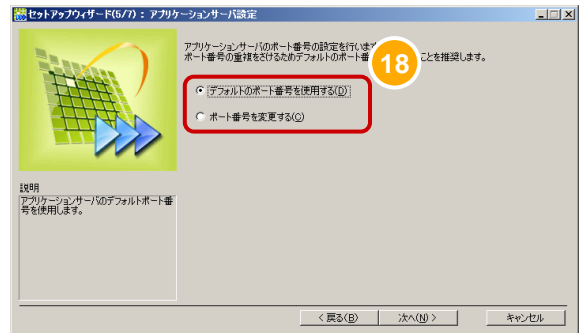 セットアップウィザード(5/7) : アプリケーションサーバ設定
アプリケーションサーバのポート番号の設定を行います
ポート番号の重複をさけるためデフォルトのポート番
ことを推奨します。
18
デフォルトのポート番号を使用する(D)
ポート番号を変更する(C)
説明
アプリケーションサーバのデフォルトポート番
号を使用します。
< 戻る(B)
次へ(N) >
キャンセル